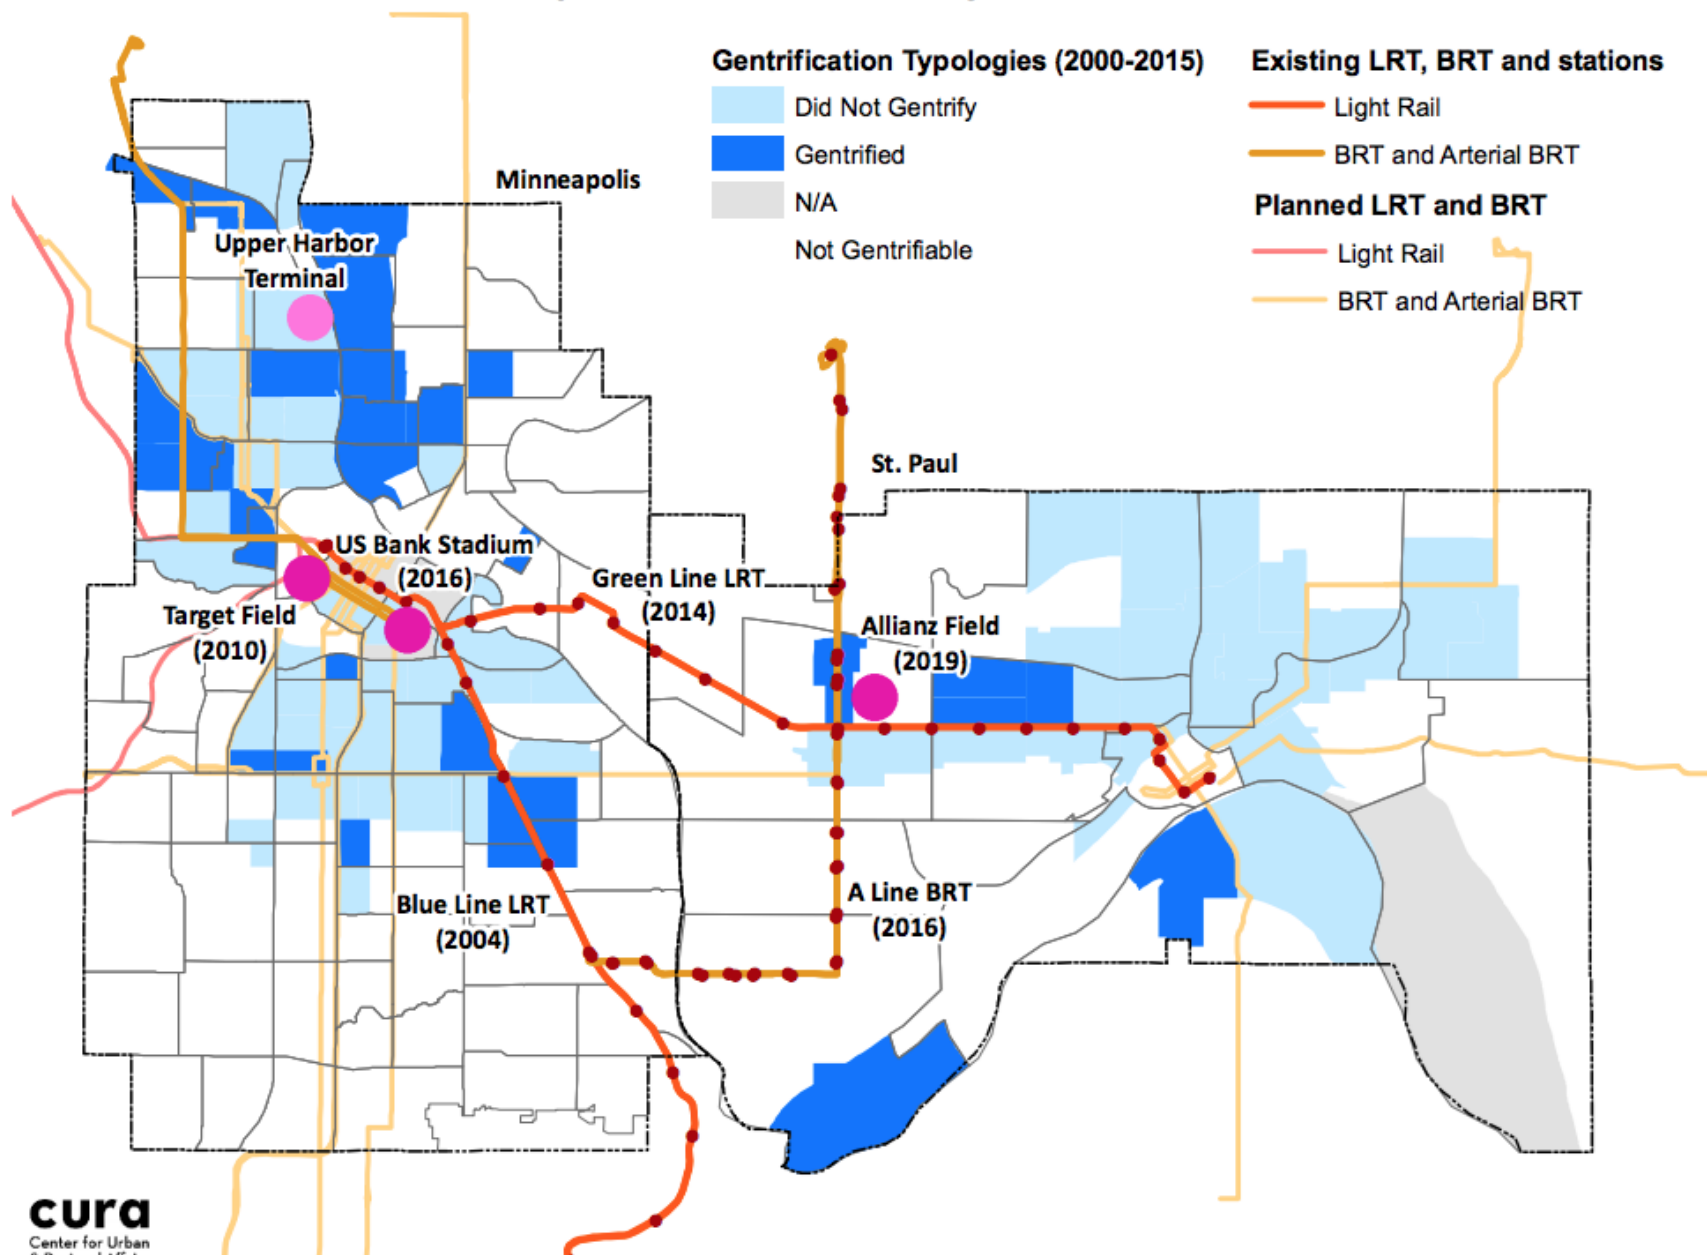 Gentrification Typologies (2000-2015)
Did Not Gentrify
Gentrified
N/A
Not Gentrifiable
Existing LRT, BRT and stations
Light Rail
BRT and Arterial BRT
Planned LRT and BRT
Light Rail
BRT and Arterial BRT
Minneapolis
Upper Harbor
Terminal
St. Paul
US Bank Stadium
(2016)
Green Line LRT
(2014)
Target Field
(2010)
Allianz Field
(2019)
Blue Line LRT
(2004)
A Line BRT
(2016)
cura
Center for Urban